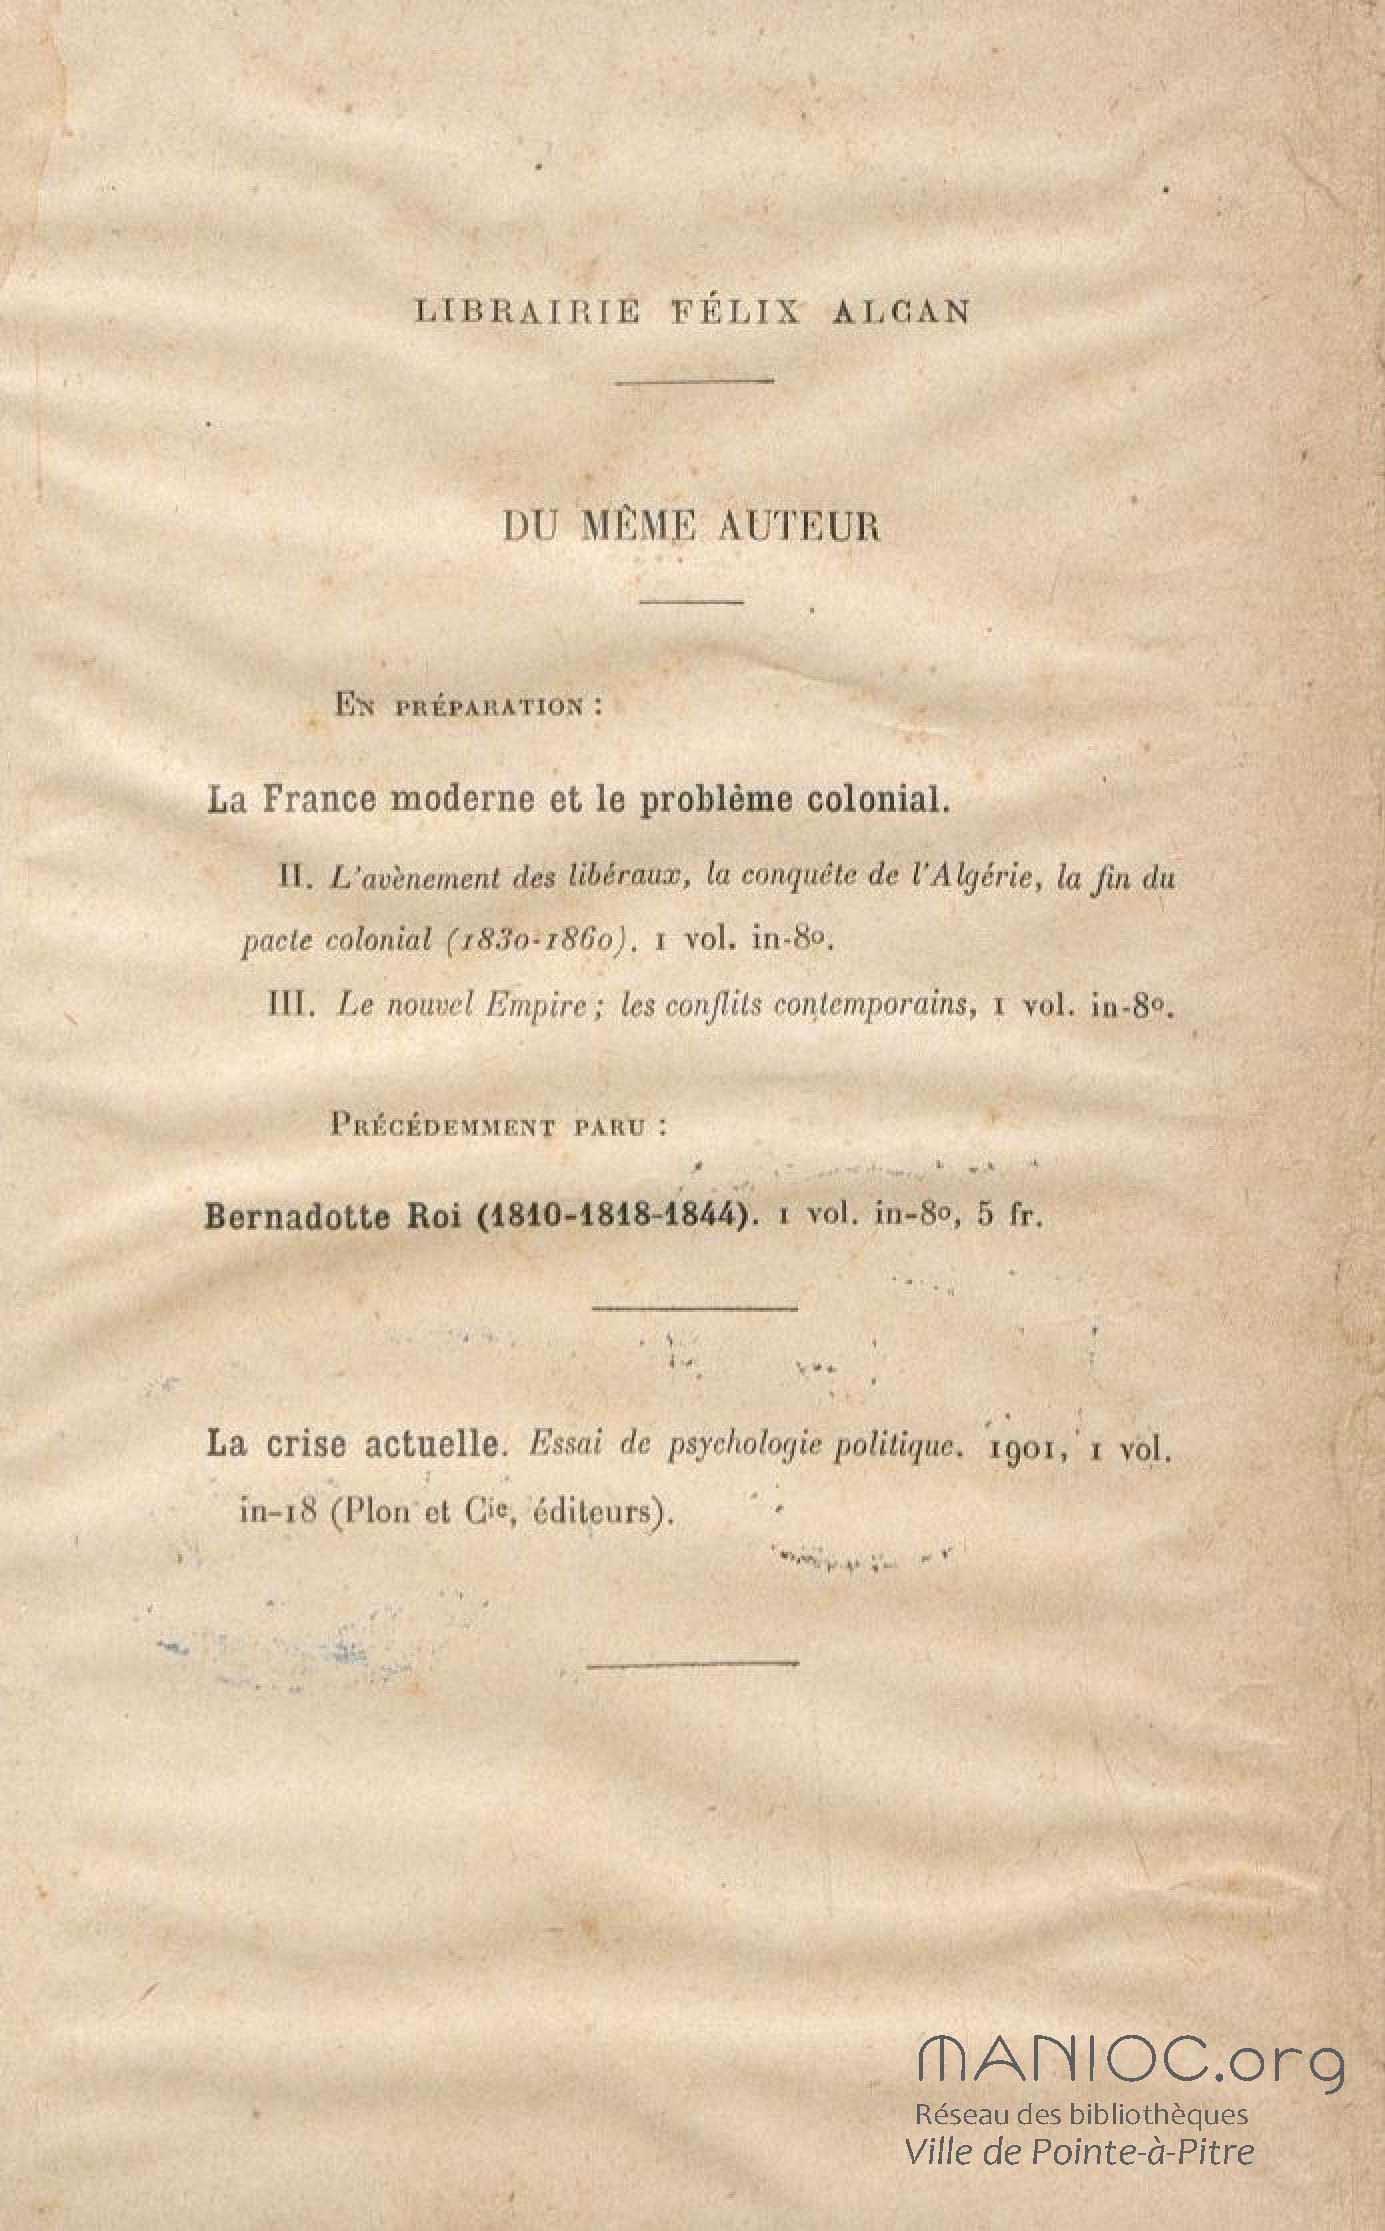 LIBRAIRIE FÉLIX ALCAN
DU MÊME AUTEUR
EN PRÉPARATION :
La France moderne et le problème colonial.
II. L'avènement des libéraux, la conquête de l'Algérie, la fin du
pacte colonial (1830-1860). 1 vol. in-8º.
III. Le nouvel Empire ; les conflits contemporains, 1 vol. in-8º.
PRÉCÉDEMMENT PARU :
Bernadotte Roi (1810-1818-1844). 1 vol. in-8º, 5 fr.
La crise actuelle. Essai de psychologie politique. 1901, 1 vol.
in-18 (Plon et Cie, éditeurs).
MANIOC.org
Réseau des bibliothèques
Ville de Pointe-à-Pitre